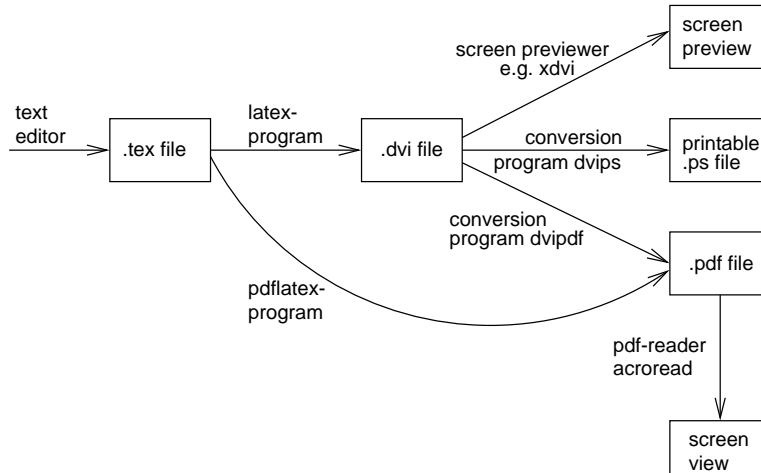 screen
preview
screen previewer
e.g. xdvi
text
editor
latex-
program
.tex file
.dvi file
conversion
program dvips
printable
.ps file
conversion
program dvipdf
.pdf file
pdflatex-
program
pdf-reader
acroread
screen
view